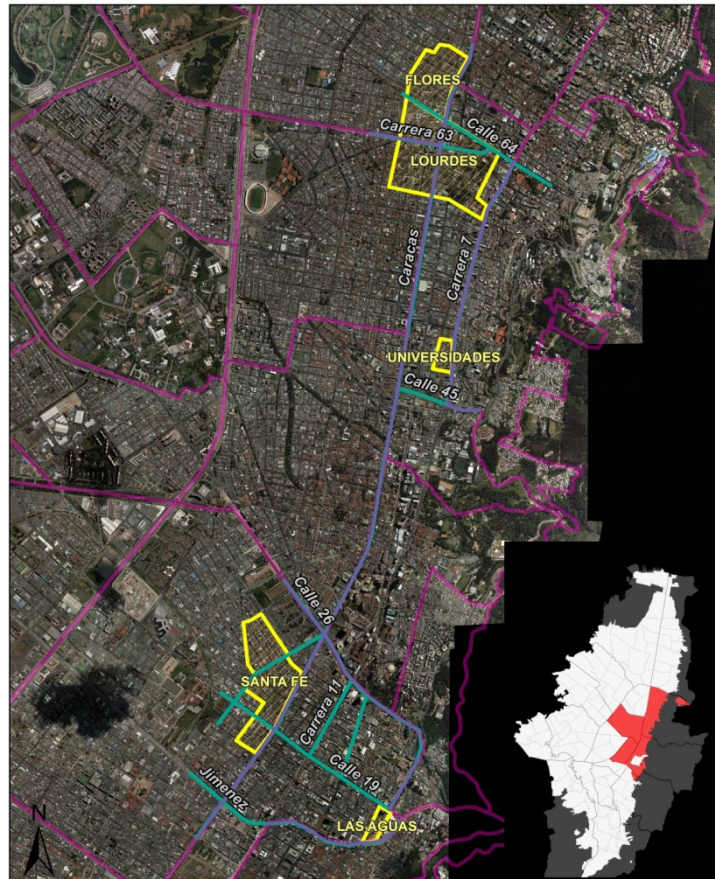 FLORES
Calle 64
Carrera 63
LOURDES
Caracas
Carrera 7
UNIVERSIDADES
Calle 45
Calle 26
SANTA FE
Carrera 11
Calle 19
Jimenez
LAS AGUAS
N